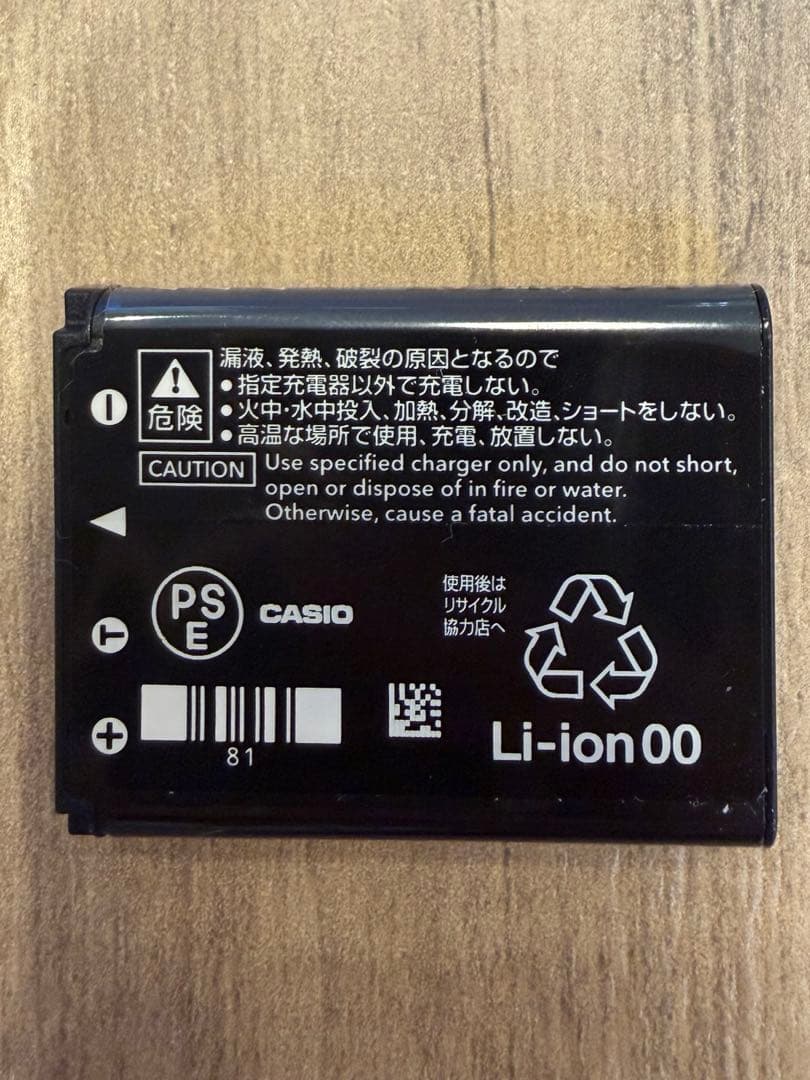 漏液、発熱、破裂の原因となるので
●指定充電器以外で充電しない。
●火中・水中投入、加熱、分解、改造、ショートをしない。
●高温な場所で使用、充電、放置しない。
危険
CAUTION
Use specified charger only, and do not short,
open or dispose of in fire or water.
Otherwise, cause a fatal accident.
PS
E
CASIO
使用後は
リサイクル
協力店へ
81
Li-ion 00
− 
T
+